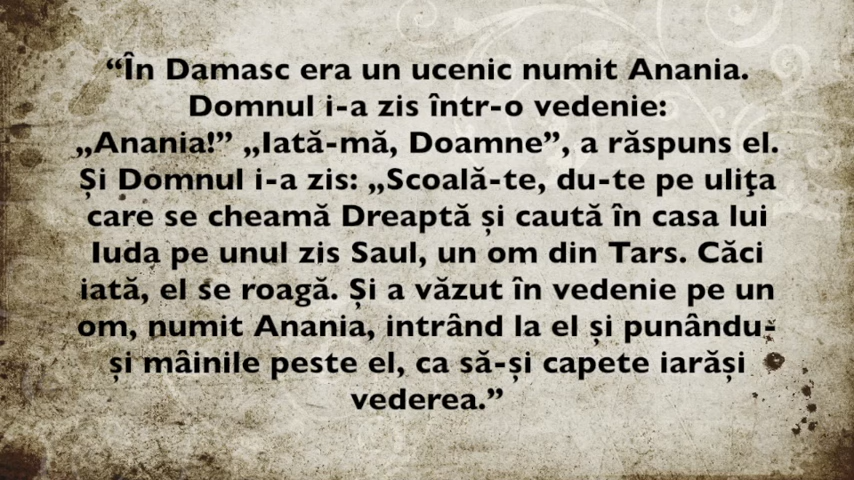 “În Damasc era un ucenic numit Anania.
Domnul i-a zis într-o vedenie:
„Anania!” „Iată-mă, Doamne”, a răspuns el.
Și Domnul i-a zis: „Scoală-te, du-te pe uliţa
care se cheamă Dreaptă și caută în casa lui
Iuda pe unul zis Saul, un om din Tars. Căci
iată, el se roagă. Și a văzut în vedenie pe un
om, numit Anania, intrând la el și punându-
și mâinile peste el, ca să-și capete iarăși
vederea.”